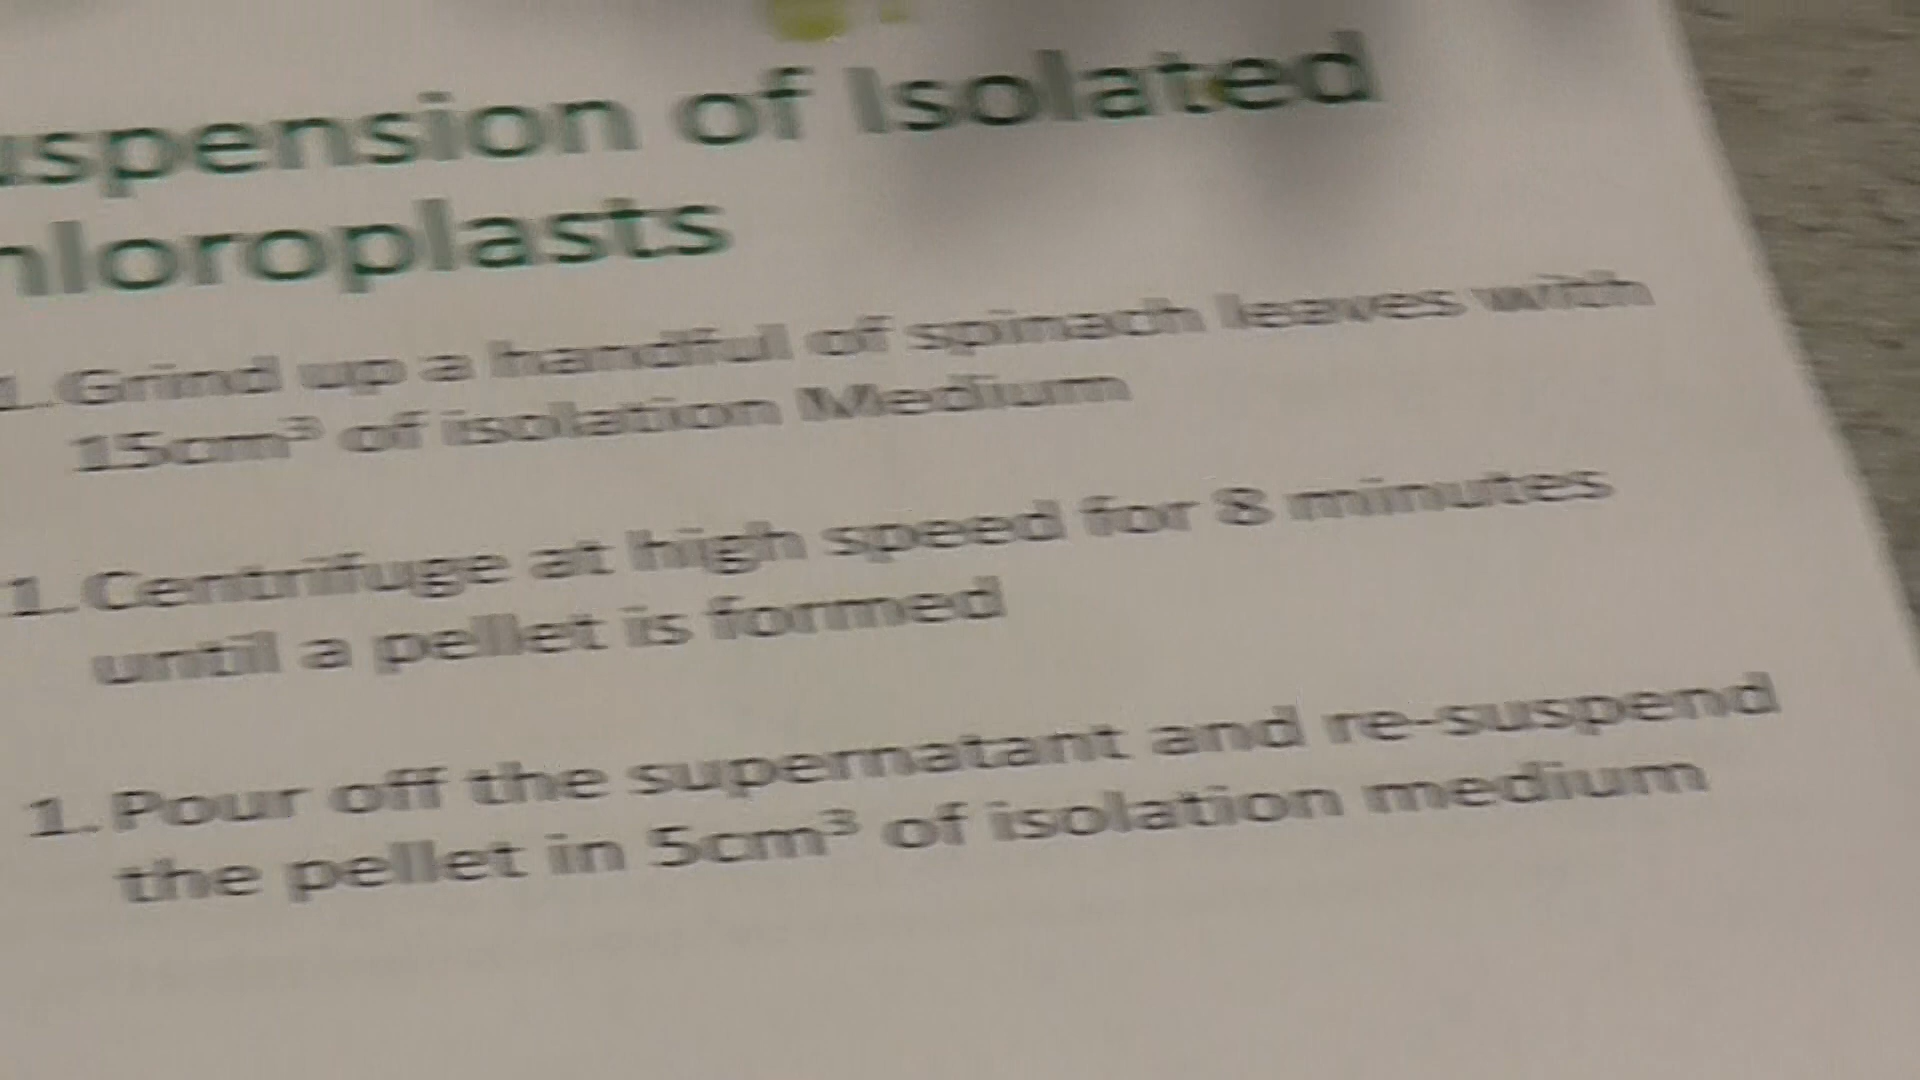 uspension of Isolated
hloroplasts
1. Grind up a handful of spinach leaves with
15cm³ of isolation Medium
1. Centrifuge at high speed for 8 minutes
until a pellet is formed
1. Pour off the supernatant and re-suspend
the pellet in 5cm³ of isolation medium